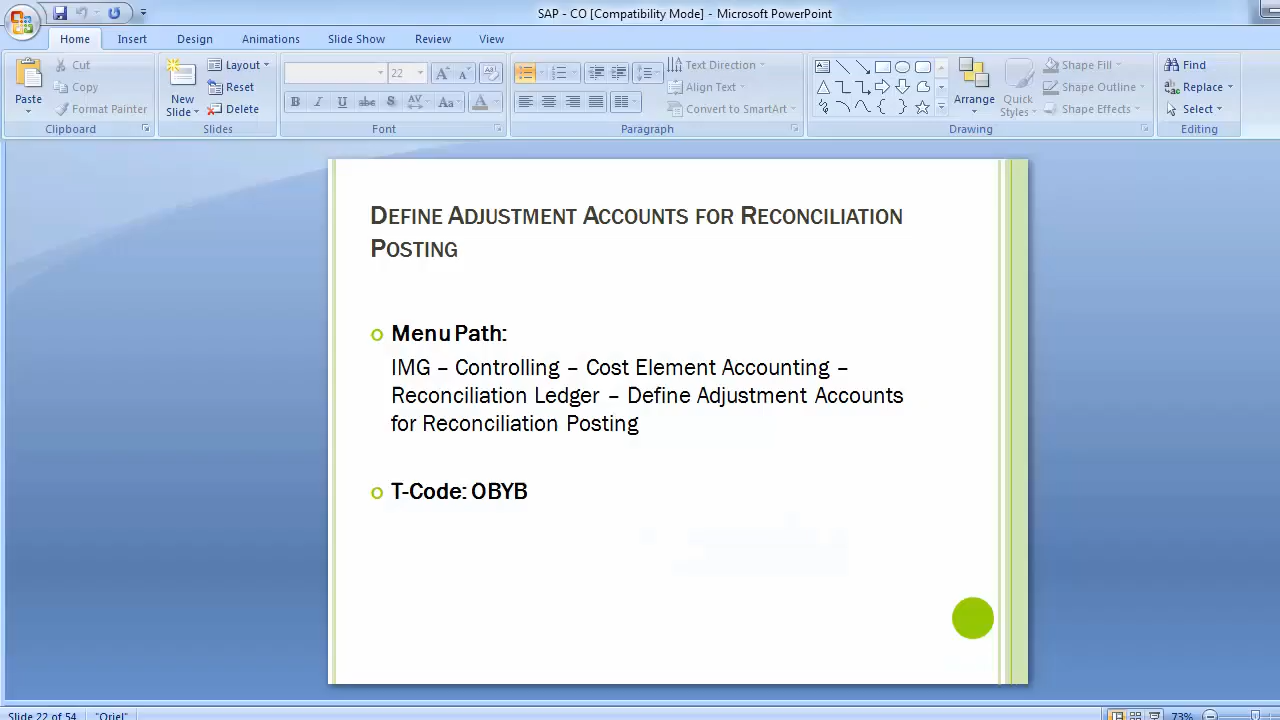 SAP - CO [Compatibility Mode] - Microsoft PowerPoint
Home Insert Design Animations Slide Show Review View
Paste
Cut
Copy
Format Painter
Clipboard
New Slide
Layout
Reset
Delete
Slides
22
B I U abc S AV Aa A
Font
Text Direction
Align Text
Convert to SmartArt
Paragraph
Arrange
Quick Styles
Shape Fill
Shape Outline
Shape Effects
Drawing
Find
Replace
Select
Editing
DEFINE ADJUSTMENT ACCOUNTS FOR RECONCILIATION
POSTING
Menu Path:
IMG – Controlling – Cost Element Accounting –
Reconciliation Ledger – Define Adjustment Accounts
for Reconciliation Posting
T-Code: OBYB
Slide 22 of 54 "Oriel" 73%